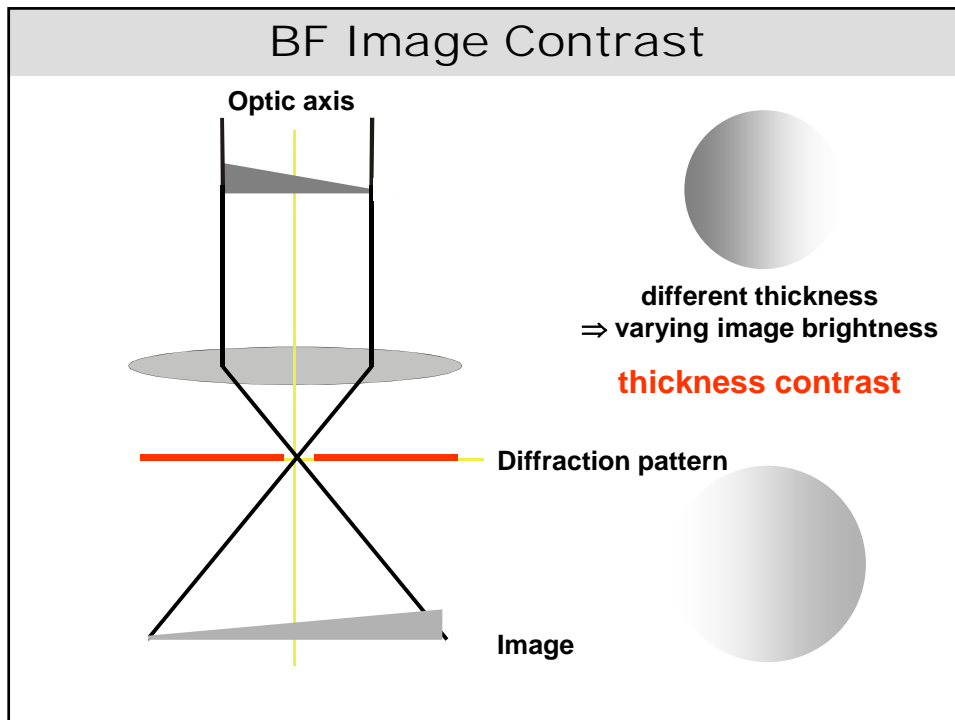 BF Image Contrast
Optic axis
different thickness
⇒ varying image brightness
thickness contrast
Diffraction pattern
Image